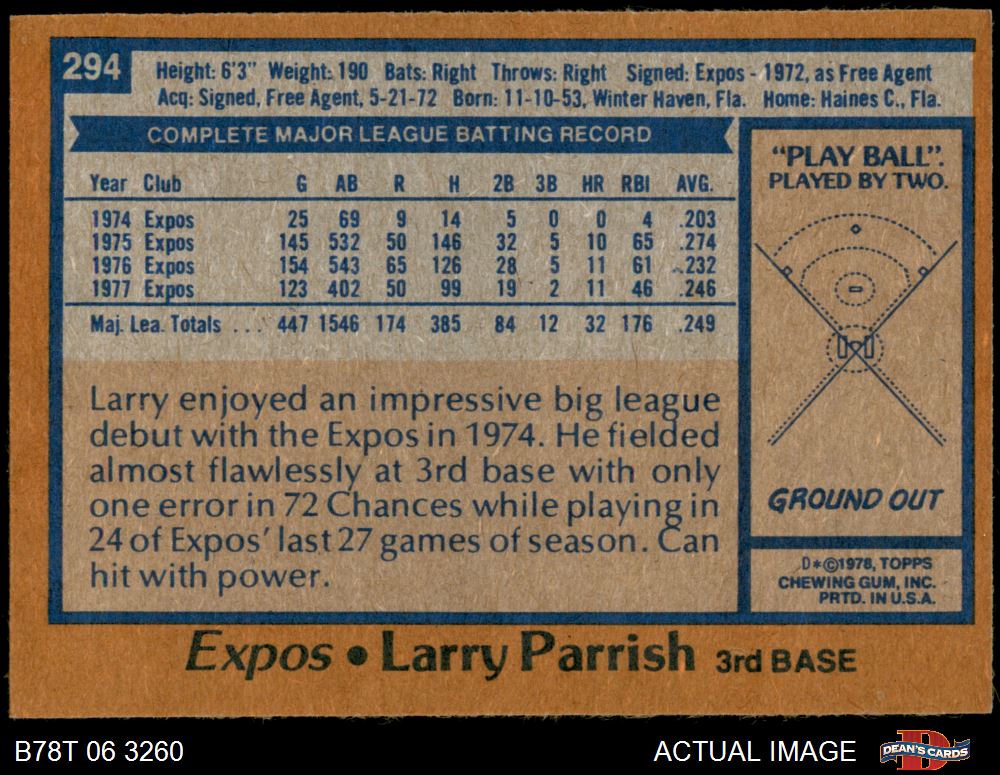 294
Height: 6'3" Weight: 190 Bats: Right Throws: Right Signed: Expos - 1972, as Free Agent
Acq: Signed, Free Agent, 5-21-72 Born: 11-10-53, Winter Haven, Fla. Home: Haines C., Fla.
COMPLETE MAJOR LEAGUE BATTING RECORD
Year Club G AB R H 2B 3B HR RBI AVG.
1974 Expos 25 69 9 14 5 0 0 4 .203
1975 Expos 145 532 50 146 32 5 10 65 .274
1976 Expos 154 543 65 126 28 5 11 61 .232
1977 Expos 123 402 50 99 19 2 11 46 .246
Maj. Lea. Totals ... 447 1546 174 385 84 12 32 176 .249
Larry enjoyed an impressive big league
debut with the Expos in 1974. He fielded
almost flawlessly at 3rd base with only
one error in 72 Chances while playing in
24 of Expos' last 27 games of season. Can
hit with power.
"PLAY BALL".
PLAYED BY TWO.
GROUND OUT
D*©1978, TOPPS
CHEWING GUM, INC.
PRTD. IN U.S.A.
Expos • Larry Parrish 3rd BASE
B78T 06 3260
ACTUAL IMAGE
D
DEAN'S CARDS